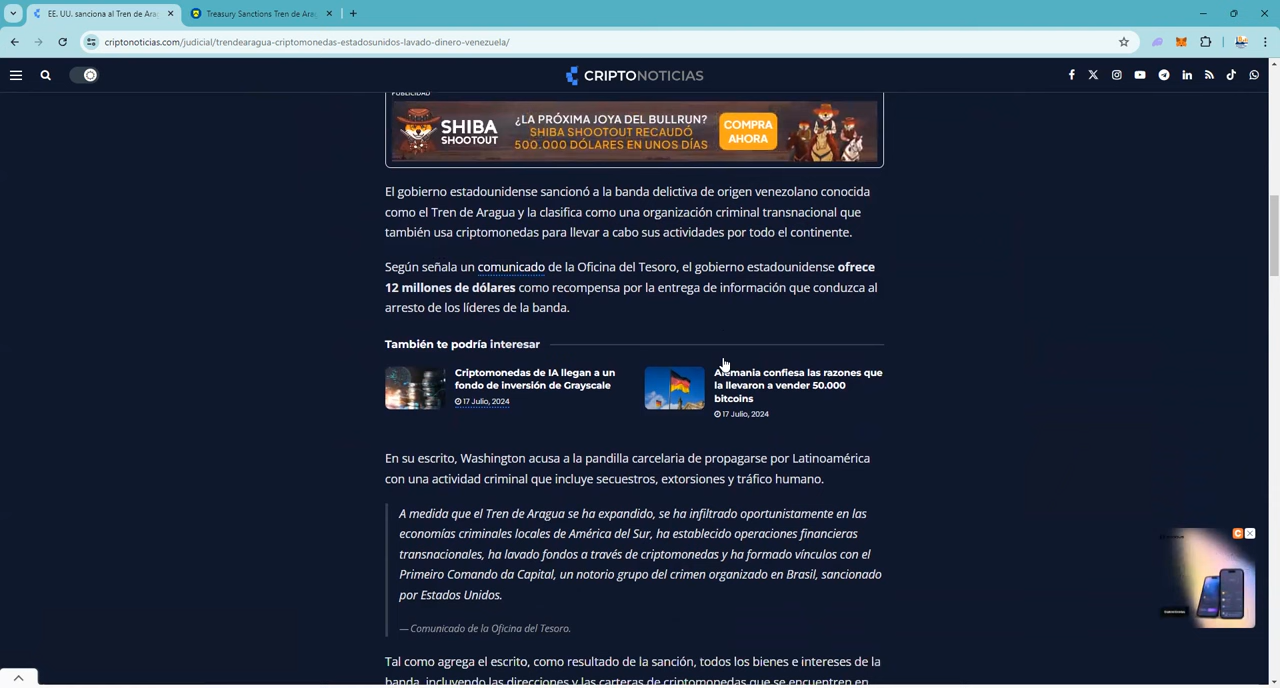 EE. UU. sanciona al Tren de Ara
Treasury Sanctions Tren de Arag
criptonoticias.com/judicial/trendearagua-criptomonedas-estadosunidos-lavado-dinero-venezuela/
CRIPTONOTICIAS
PUBLICIDAD
SHIBA SHOOTOUT
¿LA PRÓXIMA JOYA DEL BULLRUN?
SHIBA SHOOTOUT RECAUDÓ
500.000 DÓLARES EN UNOS DÍAS
COMPRA
AHORA
El gobierno estadounidense sancionó a la banda delictiva de origen venezolano conocida
como el Tren de Aragua y la clasifica como una organización criminal transnacional que
también usa criptomonedas para llevar a cabo sus actividades por todo el continente.
Según señala un comunicado de la Oficina del Tesoro, el gobierno estadounidense ofrece
12 millones de dólares como recompensa por la entrega de información que conduzca al
arresto de los líderes de la banda.
También te podría interesar
Criptomonedas de IA llegan a un
fondo de inversión de Grayscale
17 Julio, 2024
Alemania confiesa las razones que
la llevaron a vender 50.000
bitcoins
17 Julio, 2024
En su escrito, Washington acusa a la pandilla carcelaria de propagarse por Latinoamérica
con una actividad criminal que incluye secuestros, extorsiones y tráfico humano.
A medida que el Tren de Aragua se ha expandido, se ha infiltrado oportunistamente en las
economías criminales locales de América del Sur, ha establecido operaciones financieras
transnacionales, ha lavado fondos a través de criptomonedas y ha formado vínculos con el
Primeiro Comando da Capital, un notorio grupo del crimen organizado en Brasil, sancionado
por Estados Unidos.
— Comunicado de la Oficina del Tesoro.
Tal como agrega el escrito, como resultado de la sanción, todos los bienes e intereses de la
banda, incluyendo las direcciones y las carteras de criptomonedas que se encuentren en